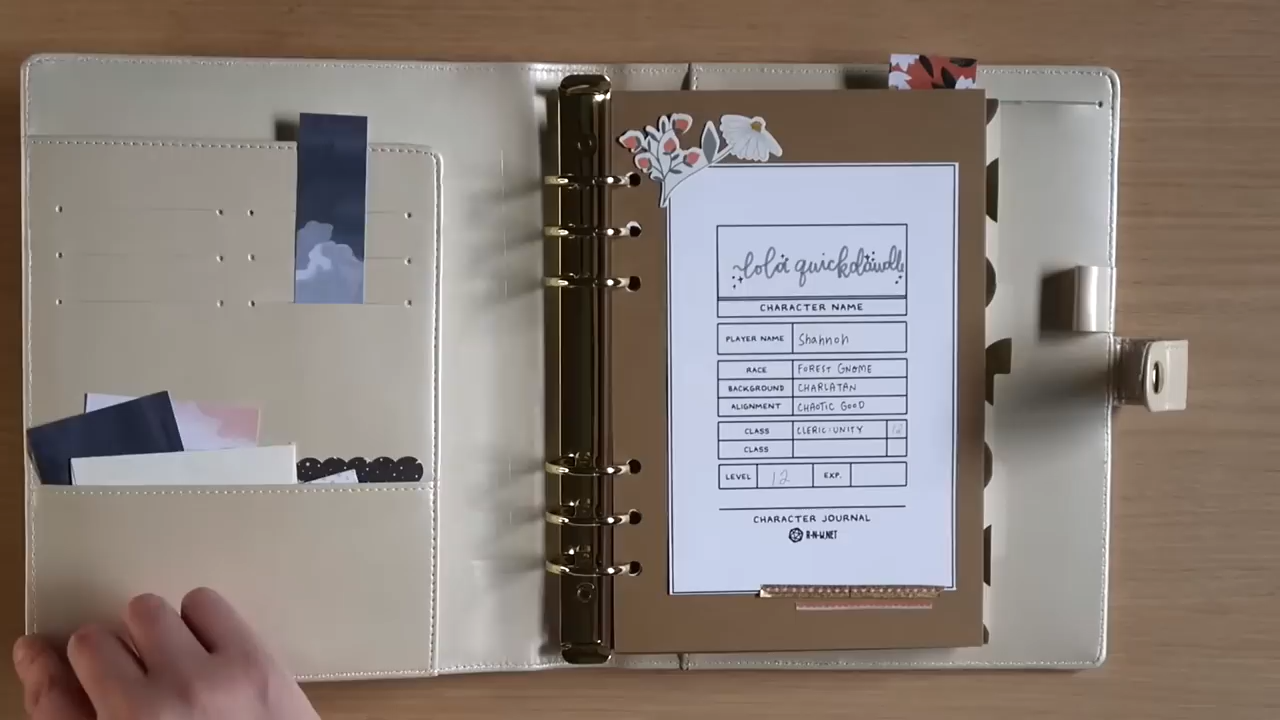 lola quickdawdle
CHARACTER NAME
PLAYER NAME Shannon
RACE FOREST GNOME
BACKGROUND CHARLATAN
ALIGNMENT CHAOTIC GOOD
CLASS CLERIC:UNITY 12
CLASS
LEVEL 12 EXP.
CHARACTER JOURNAL
R-N-W.NET